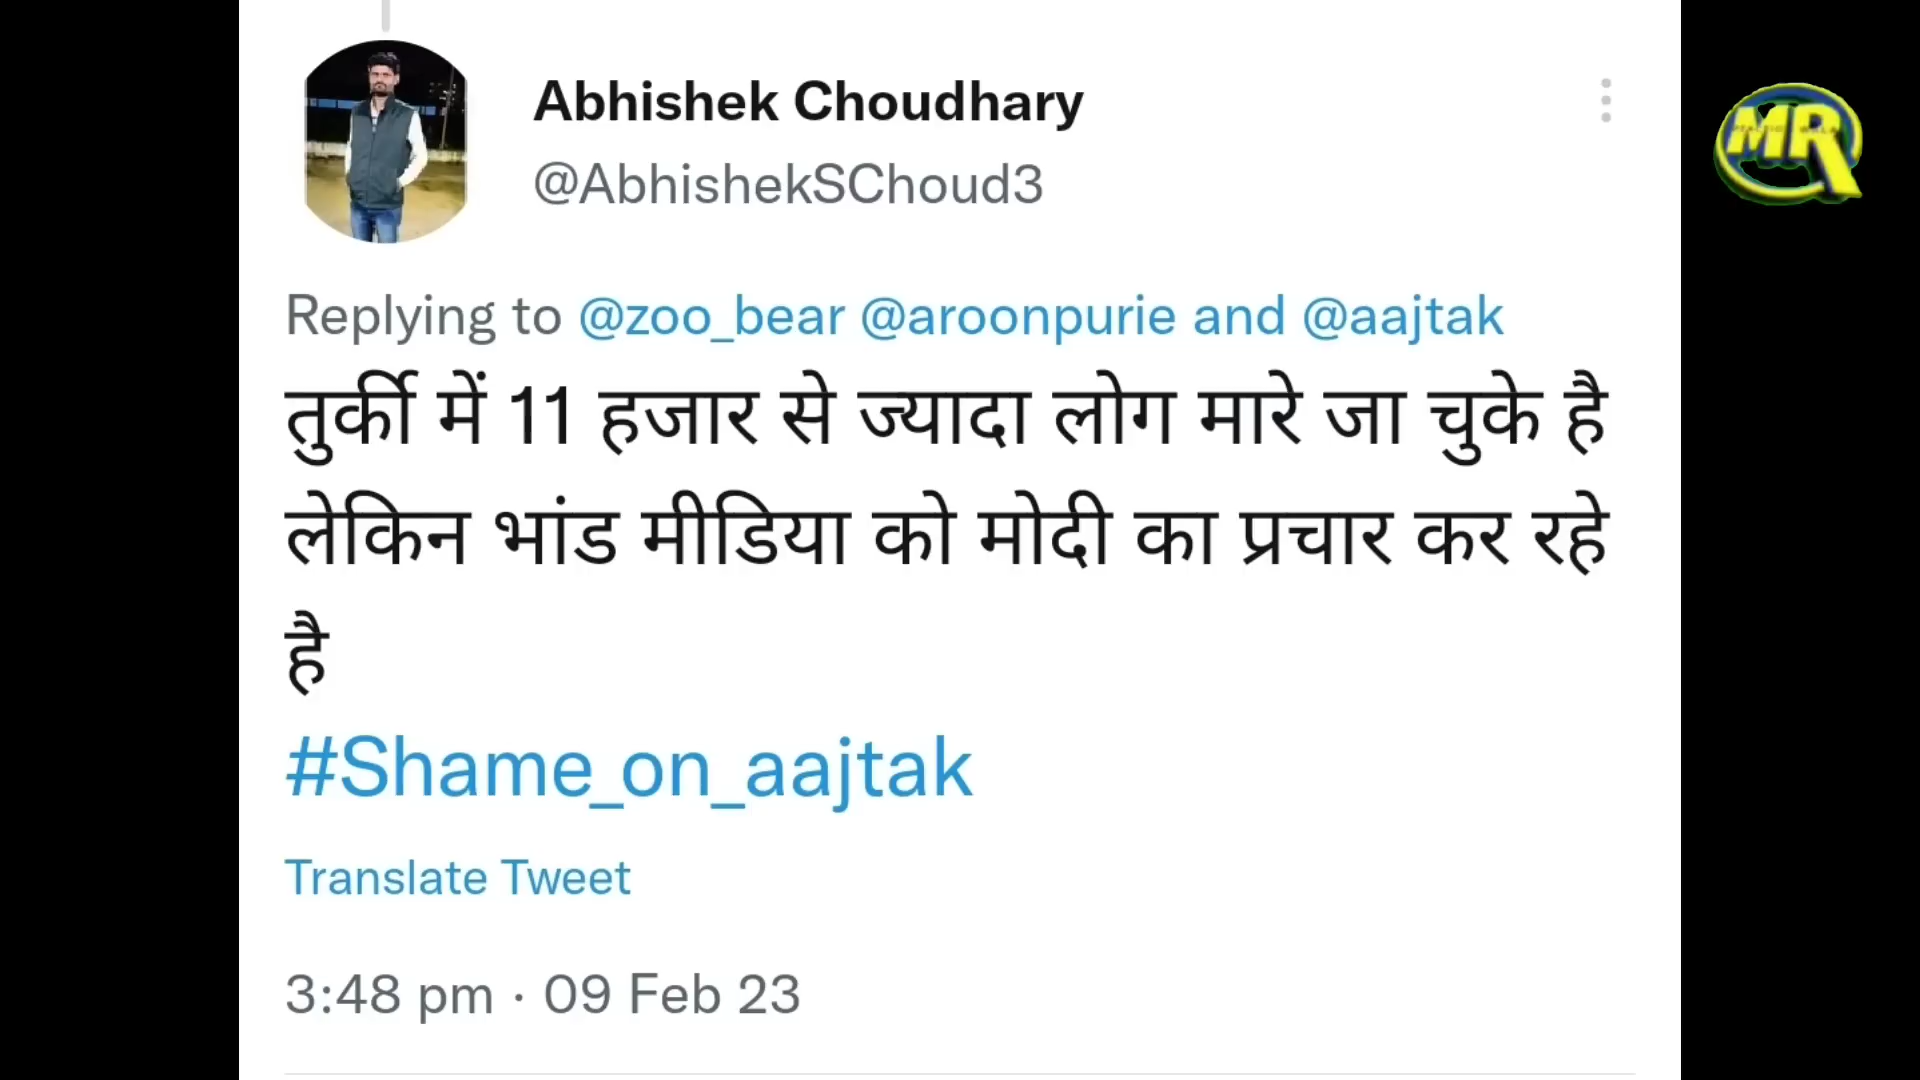 Abhishek Choudhary
@AbhishekSChoud3
Replying to @zoo_bear @aroonpurie and @aajtak
तुर्की में 11 हजार से ज्यादा लोग मारे जा चुके है
लेकिन भांड मीडिया को मोदी का प्रचार कर रहे
है
#Shame_on_aajtak
Translate Tweet
3:48 pm · 09 Feb 23
MR